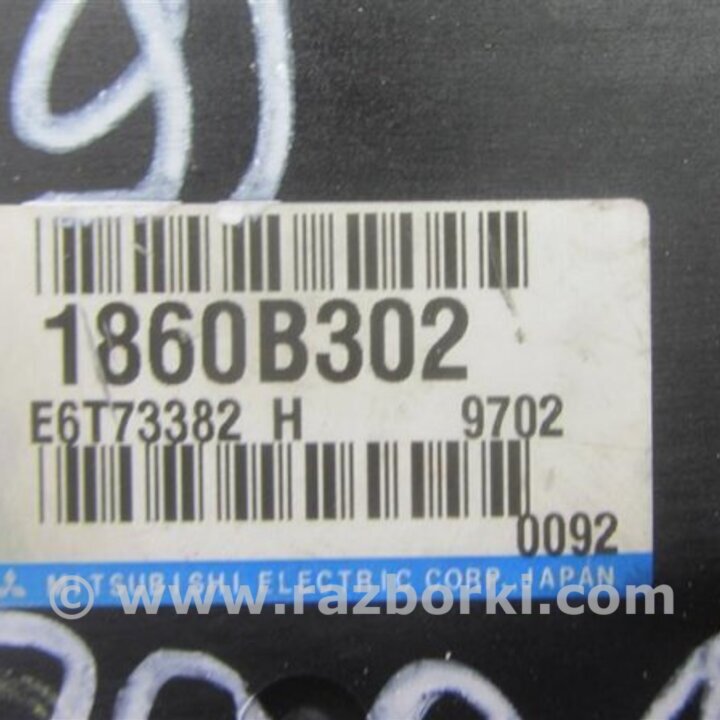 1860B302
E6T73382 H 9702
0092
MITSUBISHI ELECTRIC CORP. JAPAN
© www.razborki.com